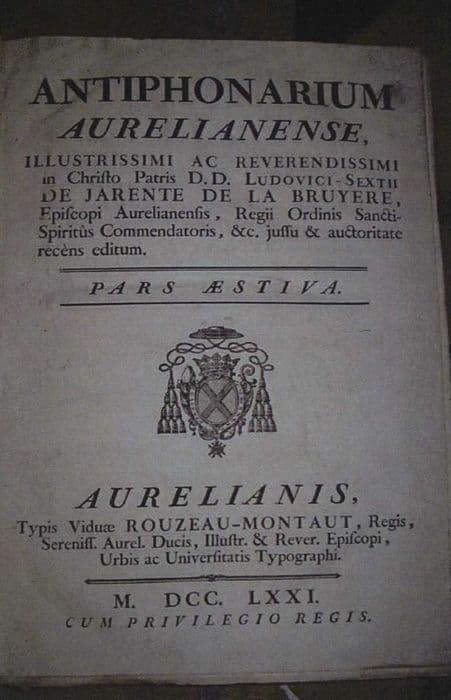 ANTIPHONARIUM
AURELIANENSE,
ILLUSTRISSIMI AC REVERENDISSIMI
in Chriſto Patris D. D. LUDOVICI-SEXTII
DE JARENTE DE LA BRUYERE,
Epiſcopi Aurelianenſis, Regii Ordinis Sancti-
Spiritûs Commendatoris, &c. juſſu & auctoritate
recèns editum.
PARS ÆSTIVA.
AURELIANIS,
Typis Viduæ ROUZEAU-MONTAUT, Regis,
Sereniſſ. Aurel. Ducis, Illuſtr. & Rever. Epiſcopi,
Urbis ac Univerſitatis Typographi.
M. DCC. LXXI.
CUM PRIVILEGIO REGIS.